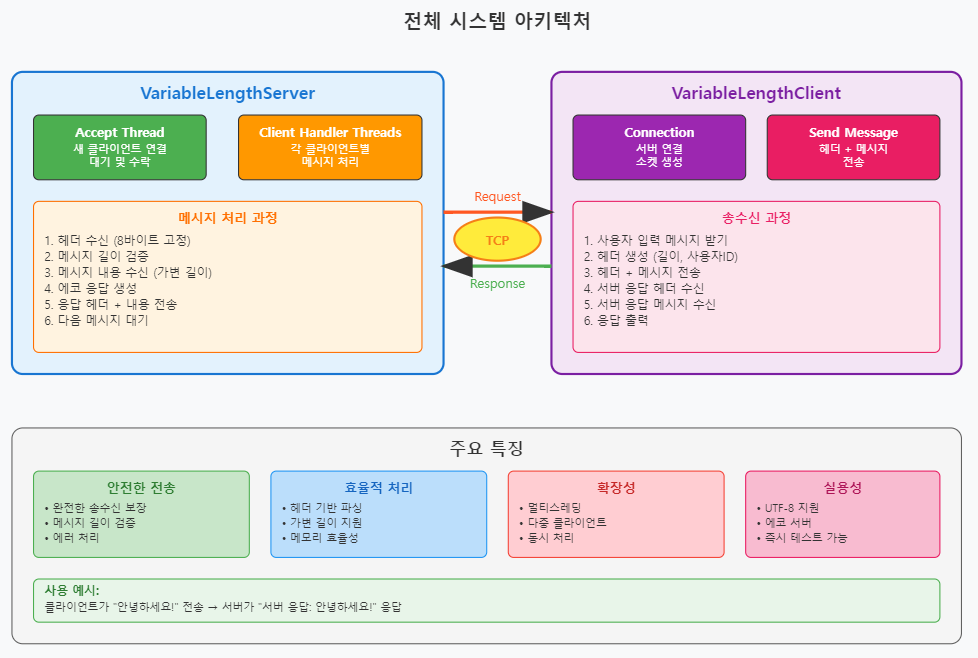 전체 시스템 아키텍처
VariableLengthServer
Accept Thread
새 클라이언트 연결
대기 및 수락
Client Handler Threads
각 클라이언트별
메시지 처리
메시지 처리 과정
1. 헤더 수신 (8바이트 고정)
2. 메시지 길이 검증
3. 메시지 내용 수신 (가변 길이)
4. 에코 응답 생성
5. 응답 헤더 + 내용 전송
6. 다음 메시지 대기
Request
TCP
Response
VariableLengthClient
Connection
서버 연결
소켓 생성
Send Message
헤더 + 메시지
전송
송수신 과정
1. 사용자 입력 메시지 받기
2. 헤더 생성 (길이, 사용자ID)
3. 헤더 + 메시지 전송
4. 서버 응답 헤더 수신
5. 서버 응답 메시지 수신
6. 응답 출력
주요 특징
안전한 전송
• 완전한 송수신 보장
• 메시지 길이 검증
• 에러 처리
효율적 처리
• 헤더 기반 파싱
• 가변 길이 지원
• 메모리 효율성
확장성
• 멀티스레딩
• 다중 클라이언트
• 동시 처리
실용성
• UTF-8 지원
• 에코 서버
• 즉시 테스트 가능
사용 예시:
클라이언트가 "안녕하세요!" 전송 → 서버가 "서버 응답: 안녕하세요!" 응답